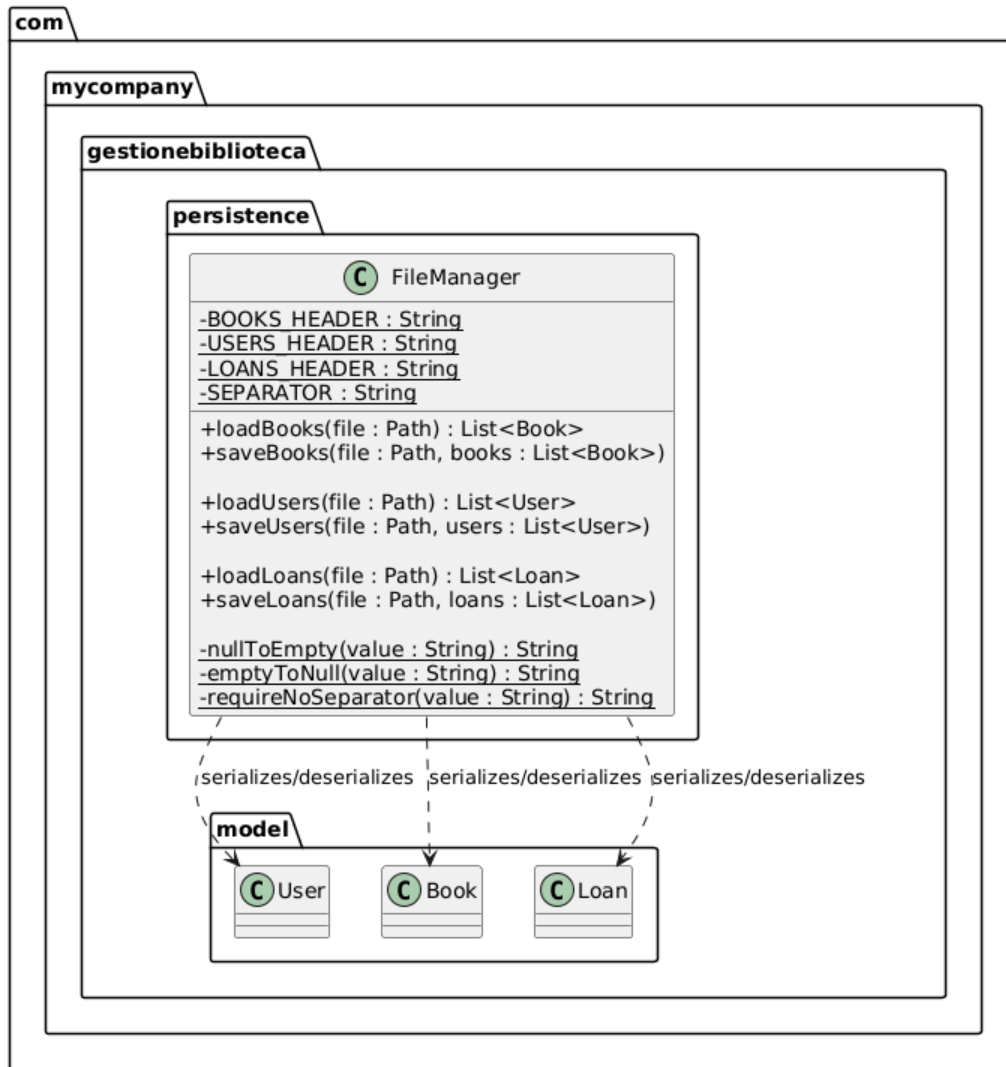 com
mycompany
gestionebiblioteca
persistence
C FileManager
-BOOKS_HEADER : String
-USERS_HEADER : String
-LOANS_HEADER : String
-SEPARATOR : String
+loadBooks(file : Path) : List<Book>
+saveBooks(file : Path, books : List<Book>)
+loadUsers(file : Path) : List<User>
+saveUsers(file : Path, users : List<User>)
+loadLoans(file : Path) : List<Loan>
+saveLoans(file : Path, loans : List<Loan>)
-nullToEmpty(value : String) : String
-emptyToNull(value : String) : String
-requireNoSeparator(value : String) : String
serializes/deserializes serializes/deserializes serializes/deserializes
model
C User C Book C Loan